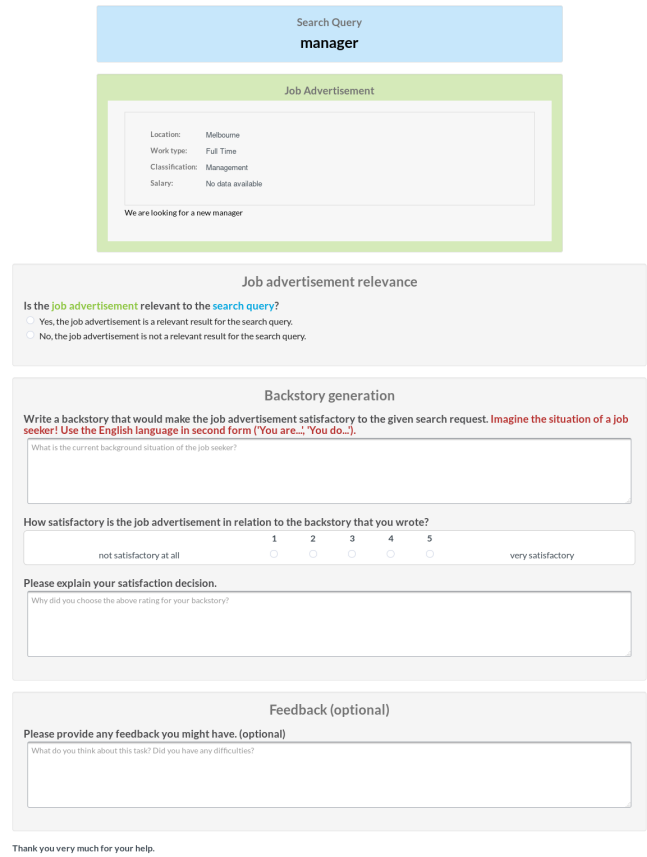 Search Query
manager
Job Advertisement
Location: Melbourne
Work type: Full Time
Classification: Management
Salary: No data available
We are looking for a new manager
Job advertisement relevance
Is the job advertisement relevant to the search query?
Yes, the job advertisement is a relevant result for the search query.
No, the job advertisement is not a relevant result for the search query.
Backstory generation
Write a backstory that would make the job advertisement satisfactory to the given search request. Imagine the situation of a job
seeker! Use the English language in second form ('You are...', 'You do...').
What is the current background situation of the job seeker?
How satisfactory is the job advertisement in relation to the backstory that you wrote?
1 2 3 4 5
not satisfactory at all very satisfactory
Please explain your satisfaction decision.
Why did you choose the above rating for your backstory?
Feedback (optional)
Please provide any feedback you might have. (optional)
What do you think about this task? Did you have any difficulties?
Thank you very much for your help.